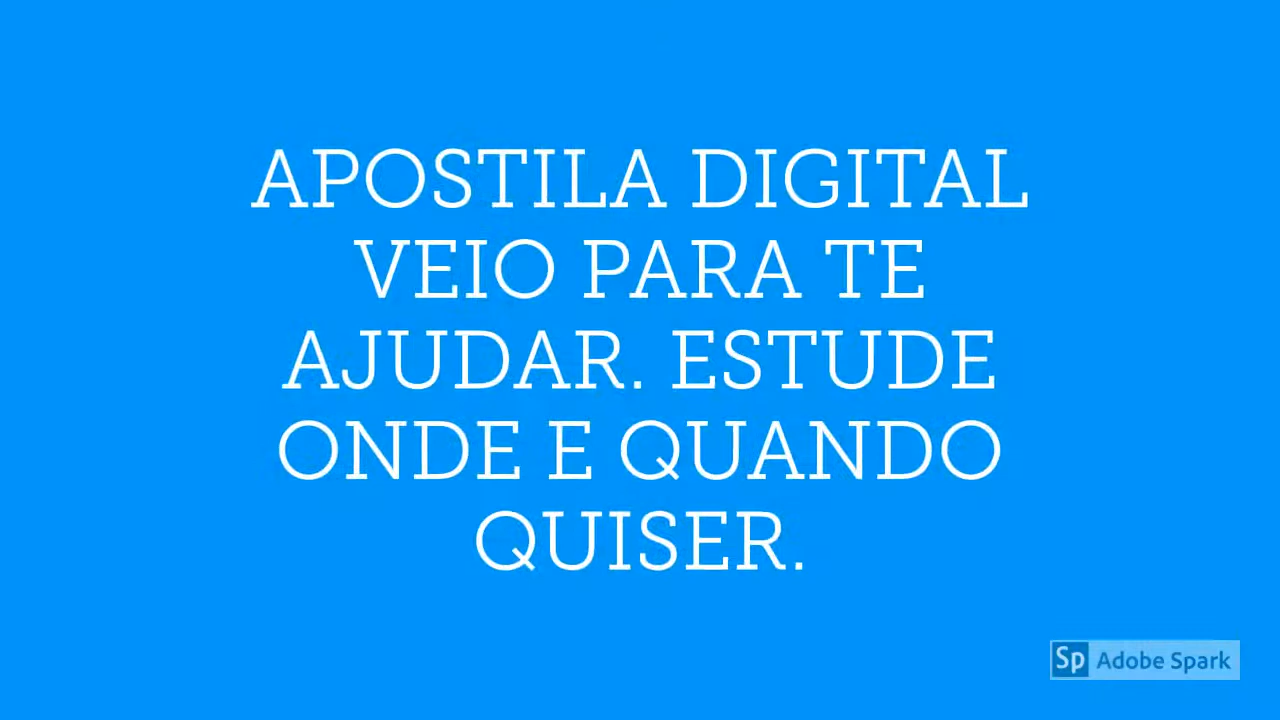 APOSTILA DIGITAL
VEIO PARA TE
AJUDAR. ESTUDE
ONDE E QUANDO
QUISER.
Sp Adobe Spark